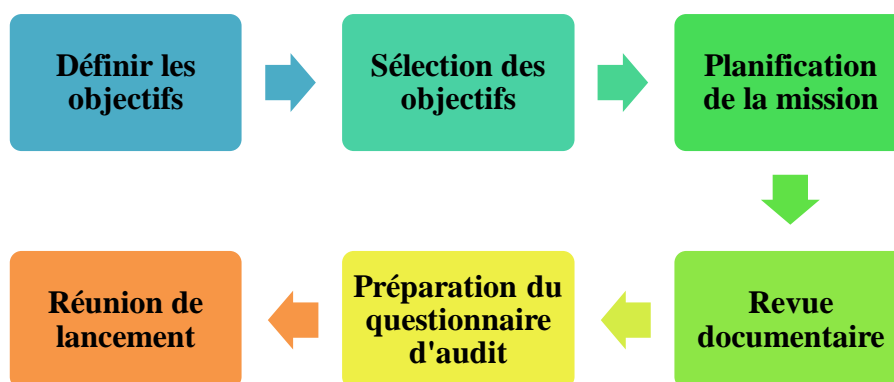 Définir les
objectifs
Sélection des
objectifs
Planification
de la mission
Revue
documentaire
Préparation du
questionnaire
d'audit
Réunion de
lancement